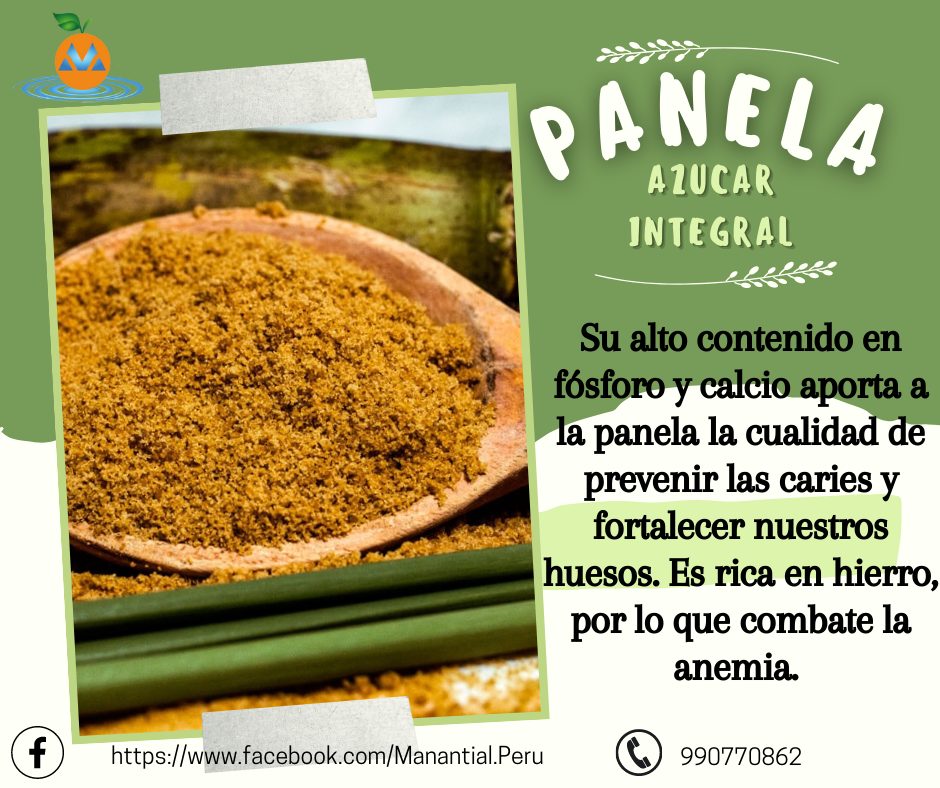 PANELA
AZUCAR
INTEGRAL
Su alto contenido en
fósforo y calcio aporta a
la panela la cualidad de
prevenir las caries y
fortalecer nuestros
huesos. Es rica en hierro,
por lo que combate la
anemia.
https://www.facebook.com/Manantial.Peru
990770862